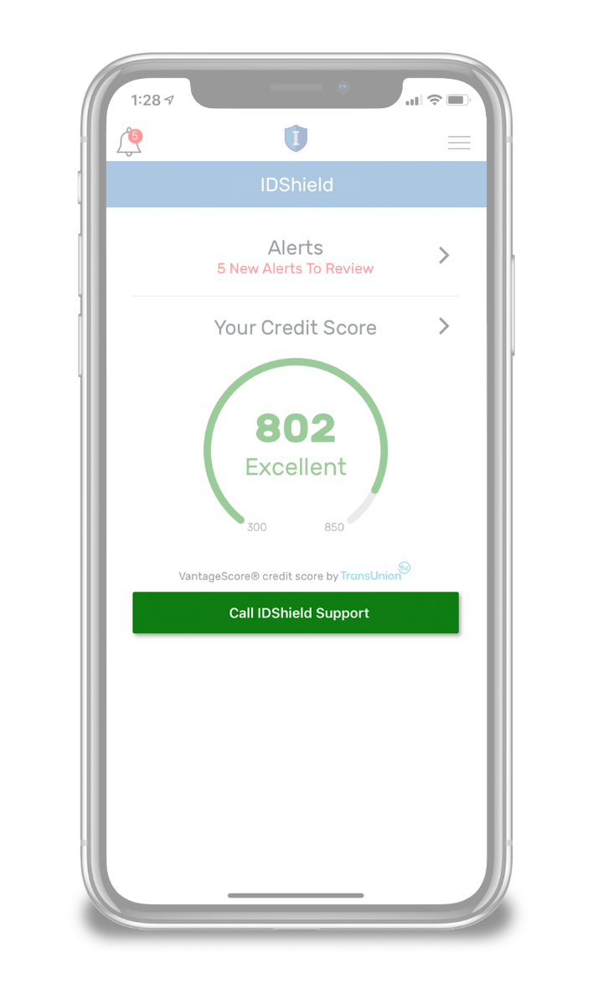 1:28
5
I
IDShield
Alerts
5 New Alerts To Review
Your Credit Score
802
Excellent
300 850
VantageScore® credit score by TransUnion
tu
Call IDShield Support